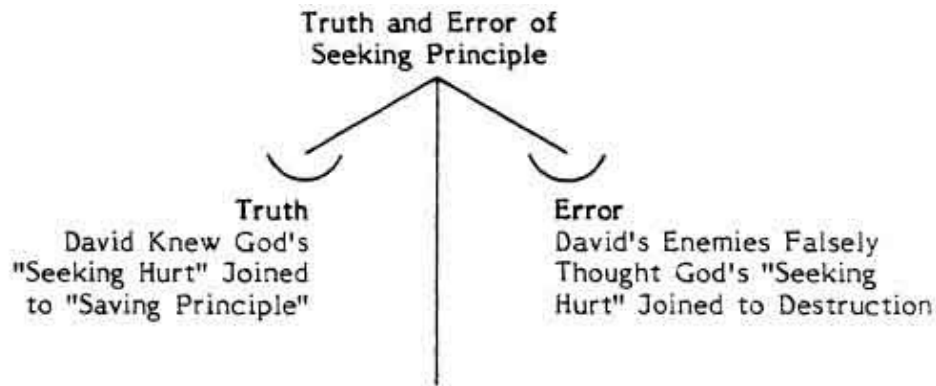 Truth and Error of
Seeking Principle
Truth
David Knew God's
"Seeking Hurt" Joined
to "Saving Principle"
Error
David's Enemies Falsely
Thought God's "Seeking
Hurt" Joined to Destruction